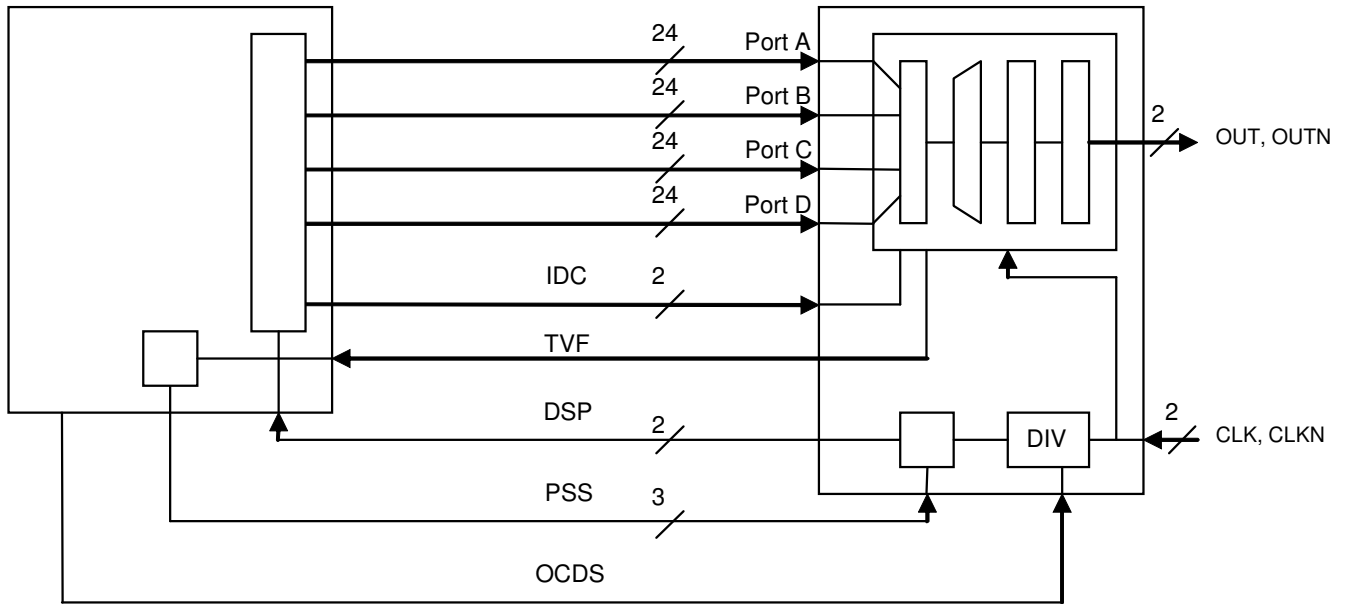 24
Port A
24
Port B
2
OUT, OUTN
24
Port C
24
Port D
IDC
2
TVF
DSP
2
DIV
2
CLK, CLKN
PSS
3
OCDS